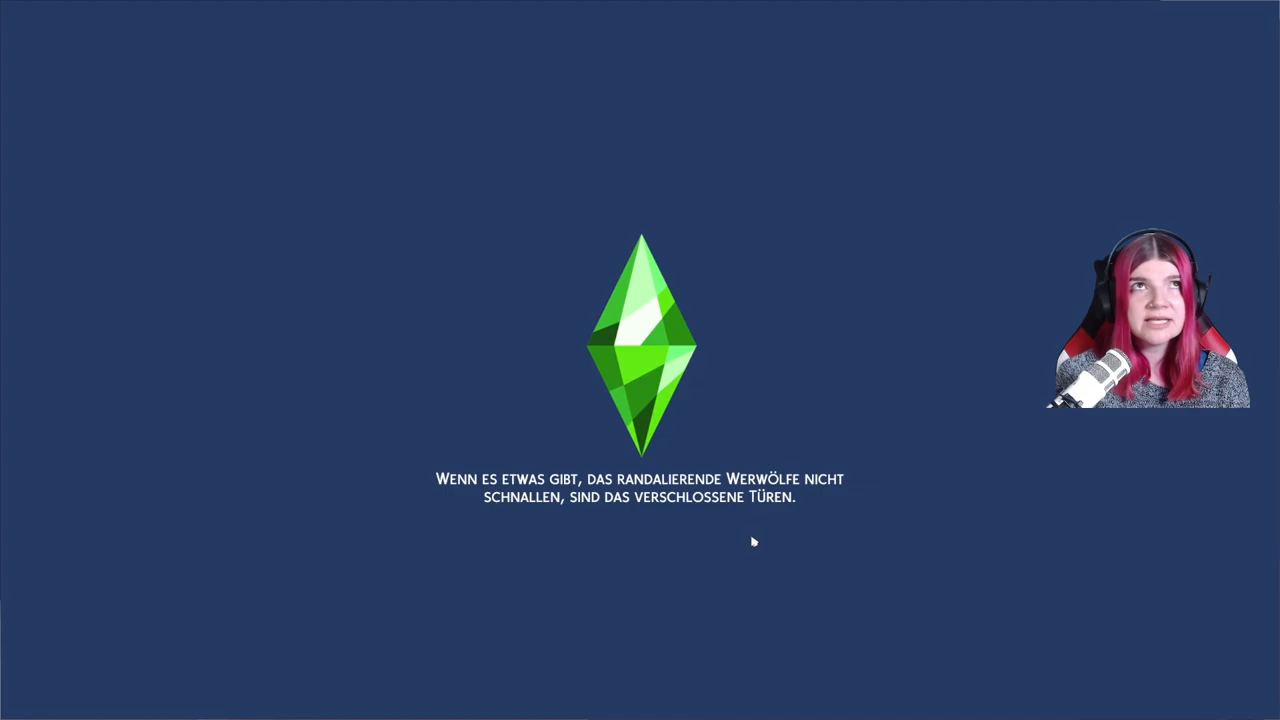 Wenn es etwas gibt, das randalierende Werwölfe nicht
schnallen, sind das verschlossene Türen.